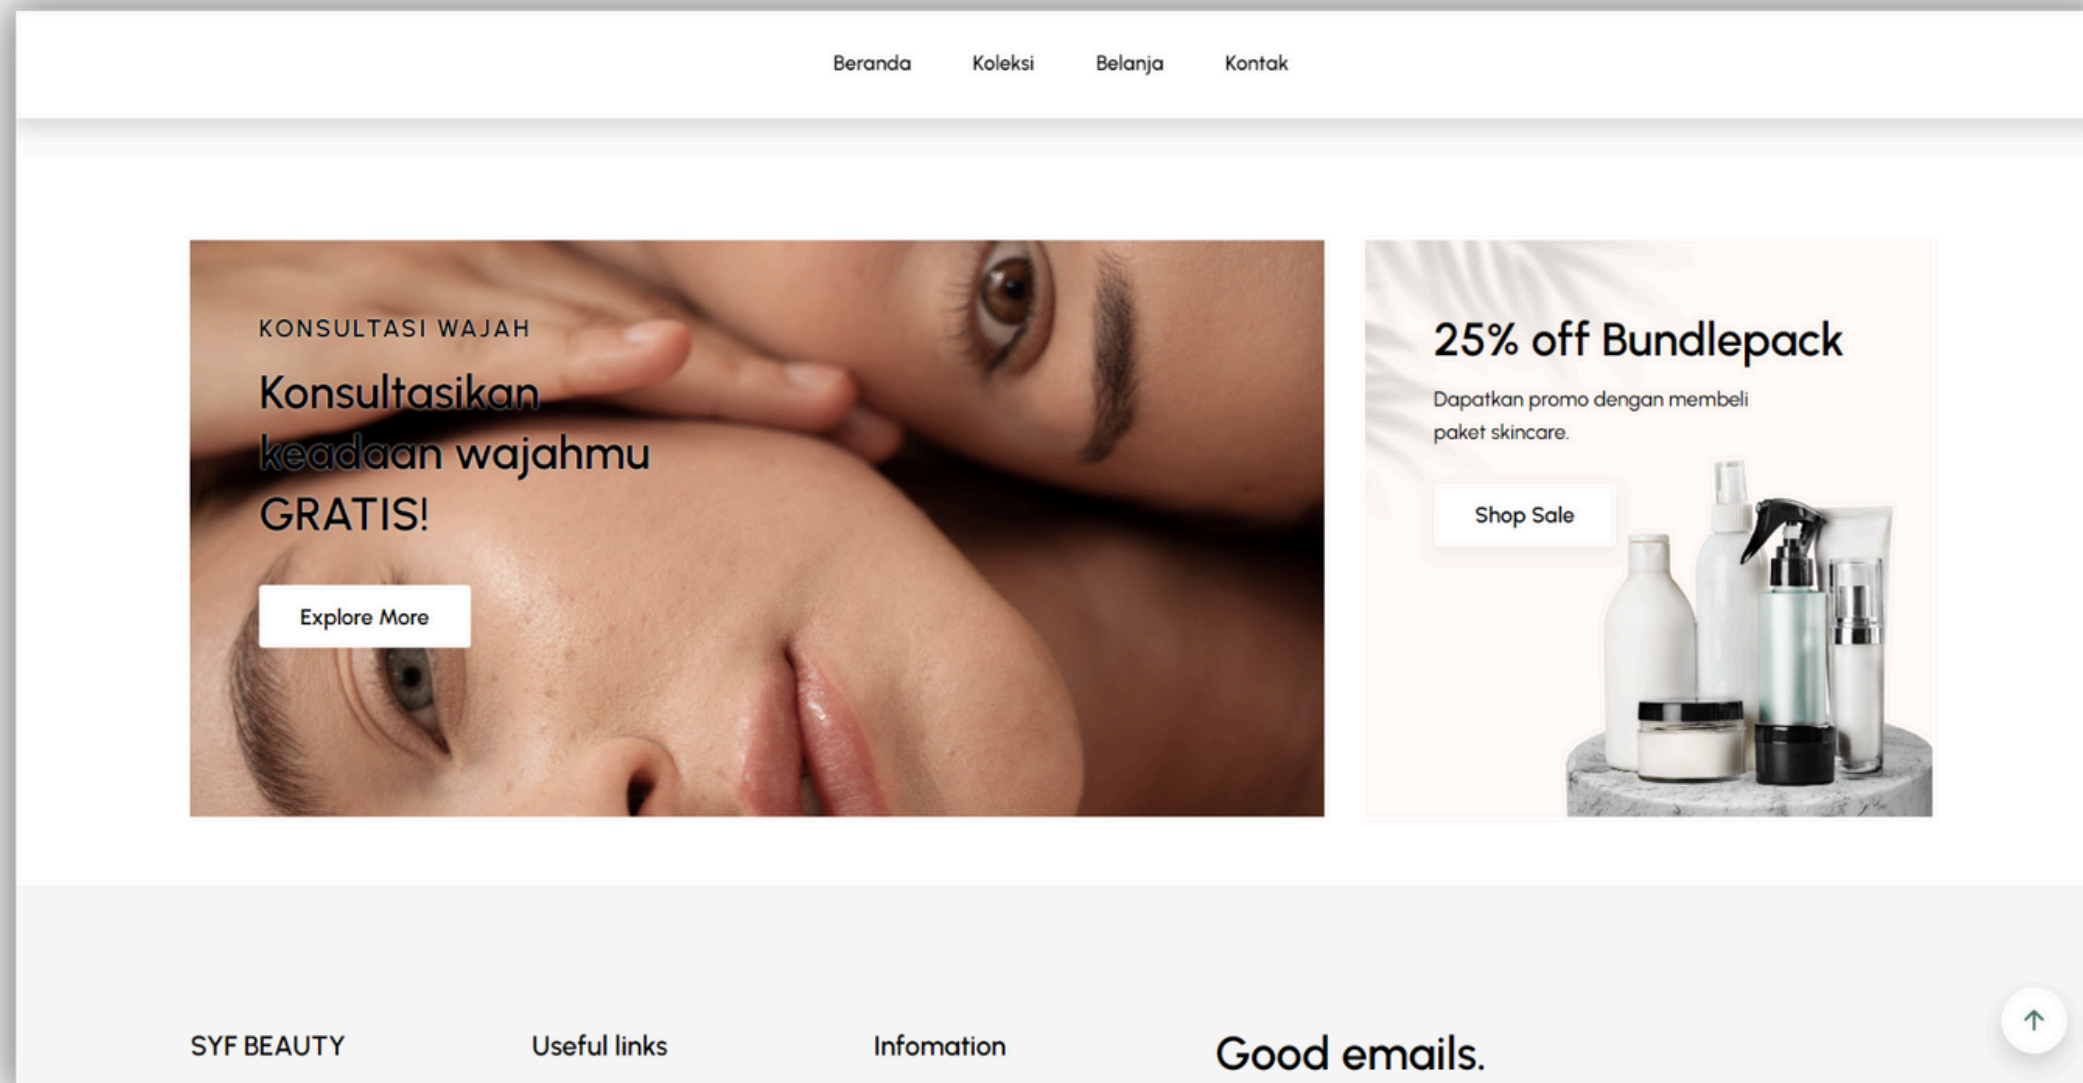 Beranda Koleksi Belanja Kontak
KONSULTASI WAJAH
Konsultasikan
keadaan wajahmu
GRATIS!
Explore More
25% off Bundlepack
Dapatkan promo dengan membeli
paket skincare.
Shop Sale
SYF BEAUTY
Useful links
Infomation
Good emails.